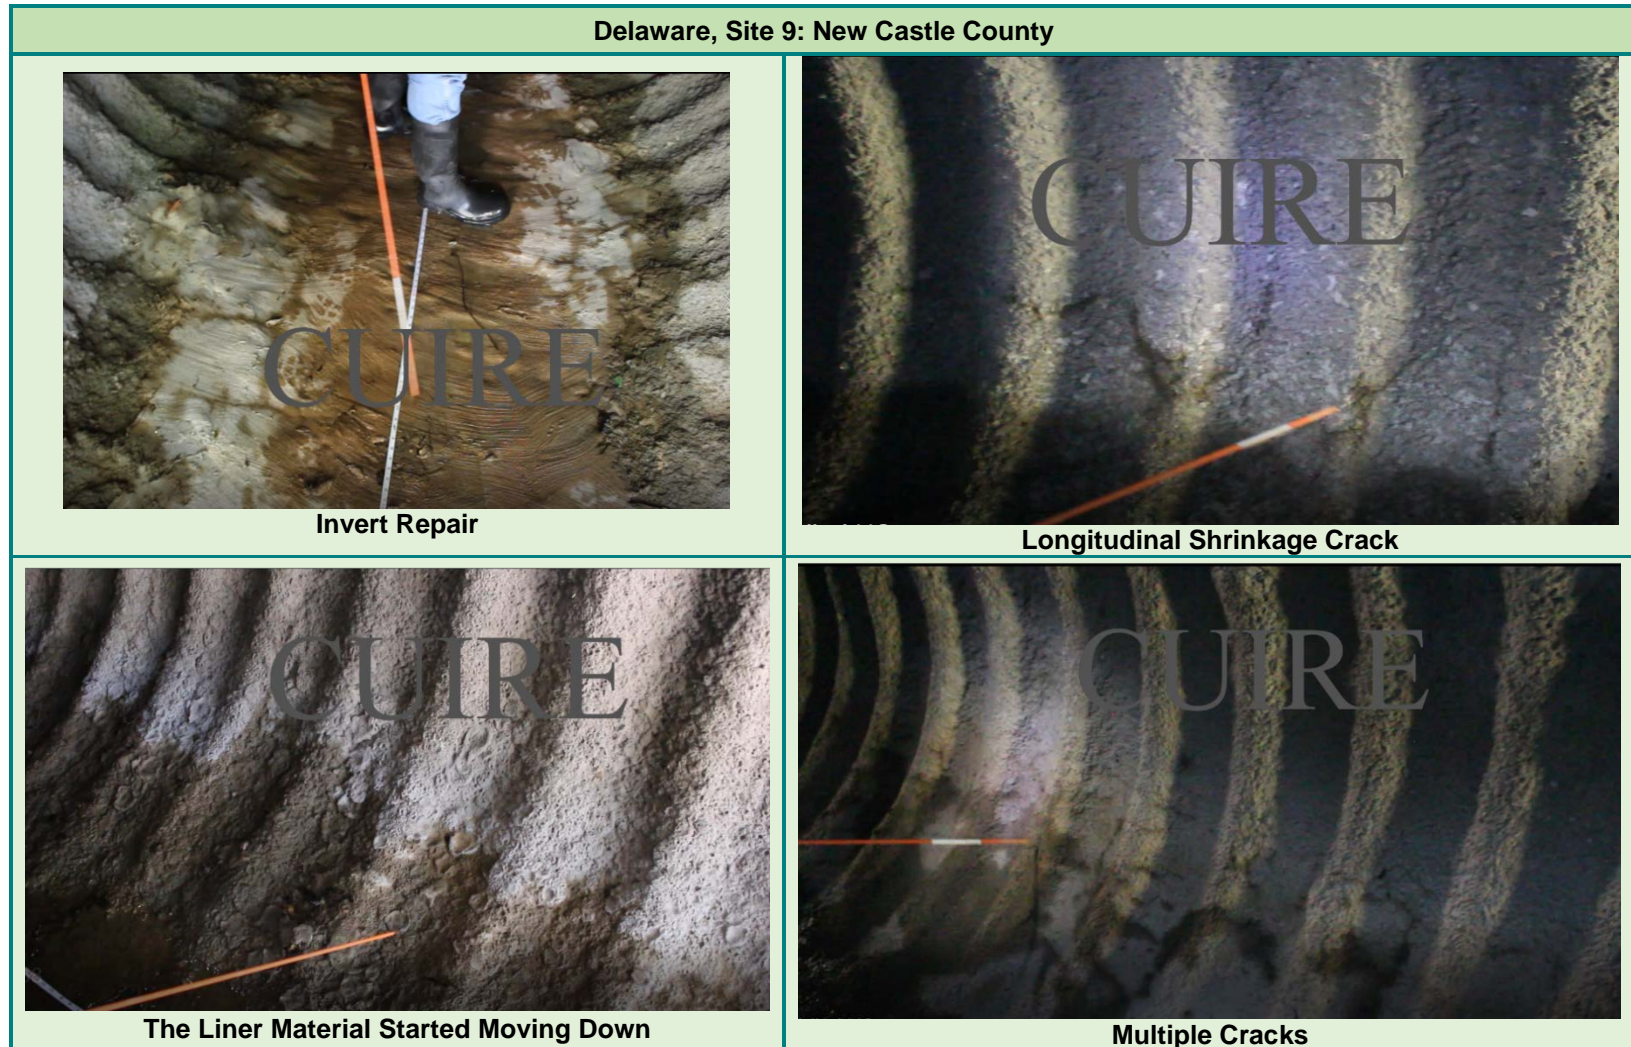 Delaware, Site 9: New Castle County
CUIRE
Invert Repair
CUIRE
Longitudinal Shrinkage Crack
CUIRE
The Liner Material Started Moving Down
CUIRE
Multiple Cracks